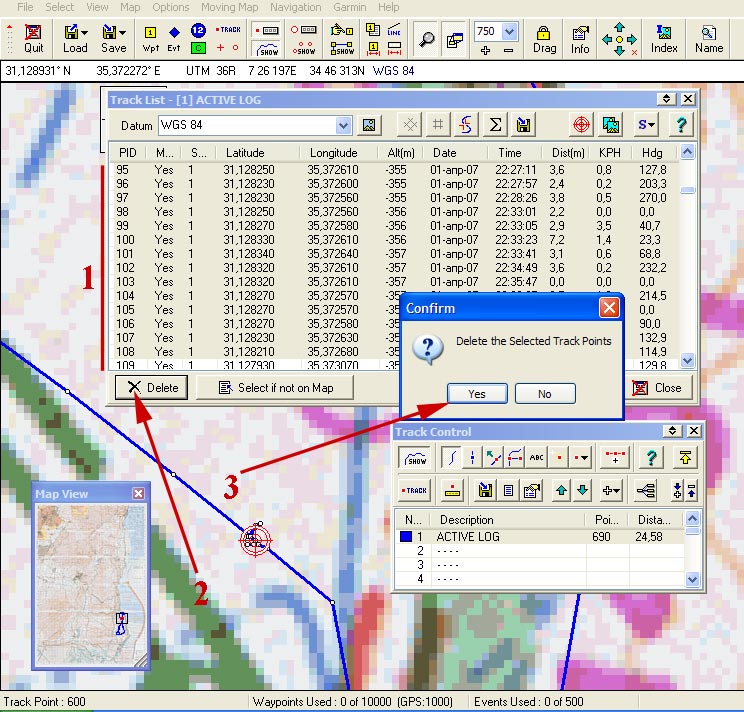 File Select View Map Options Moving Map Navigation Garmin Help
1 12 TRACK SHOW SHOW SHOW LINE 750
Quit Load Save Wpt Evt C Drag Info Index Name
31,128931° N 35,372272° E UTM 36R 7 26 197E 34 46 313N WGS 84
Track List - [1] ACTIVE LOG
Datum WGS 84 Σ S ?
PID M... S... Latitude Longitude Alt(m) Date Time Dist(m) KPH Hdg
95 Yes 1 31,128250 35,372610 -355 01-апр-07 22:27:11 3,6 0,8 127,8
96 Yes 1 31,128230 35,372600 -355 01-апр-07 22:27:57 2,4 0,2 203,3
97 Yes 1 31,128230 35,372560 -355 01-апр-07 22:28:26 3,8 0,5 270,0
98 Yes 1 31,128250 35,372560 -356 01-апр-07 22:33:01 2,2 0,0 0,0
99 Yes 1 31,128270 35,372560 -356 01-апр-07 22:33:05 2,9 3,5 40,7
100 Yes 1 31,128330 35,372610 -356 01-апр-07 22:33:23 7,2 1,4 23,3
101 Yes 1 31,128340 35,372640 -357 01-апр-07 22:33:41 3,1 0,6 68,8
102 Yes 1 31,128320 35,372610 -356 01-апр-07 22:34:49 3,6 0,2 232,2
103 Yes 1 31,128320 35,372610 -356 01-апр-07 22:35:47 0,0 0,0 0,0
104 Yes 1 31,128270 35,372570 -357 214,5
105 Yes 1 31,128270 35,372570 -356
106 Yes 1 31,128270 35,372580 -356 90,0
107 Yes 1 31,128230 35,372630 -357 132,9
108 Yes 1 31,128210 35,372680 -357 114,9
109 Yes 1 31,127930 35,373070 129,8
1
Confirm
Delete the Selected Track Points
Yes No
Delete Select if not on Map Close
Track Control
SHOW ABC ?
TRACK
N... Description Poi... Dista...
1 ACTIVE LOG 690 24,58
2 - - - -
3 - - - -
4 - - - -
3
Map View
2
Track Point : 600 Waypoints Used : 0 of 10000 (GPS:1000) Events Used : 0 of 500